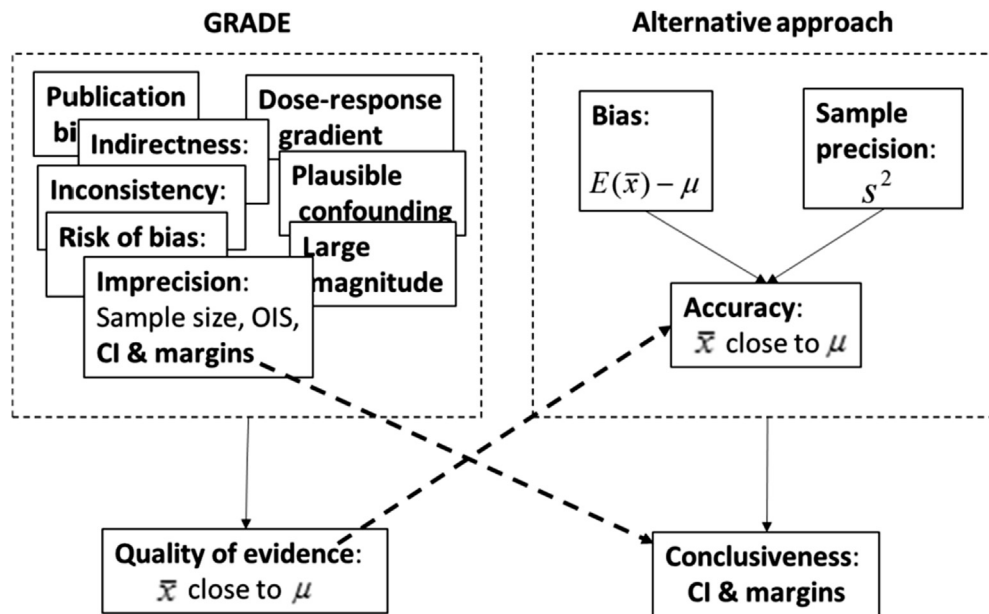 GRADE
Publication
bi
Indirectness:
Inconsistency:
Risk of bias:
Imprecision:
Sample size, OIS,
CI & margins
Dose-response
gradient
Plausible
confounding
Large
magnitude
Quality of evidence:
x̅ close to μ
Alternative approach
Bias:
E(x̅) − μ
Sample
precision:
s²
Accuracy:
x̅ close to μ
Conclusiveness:
CI & margins